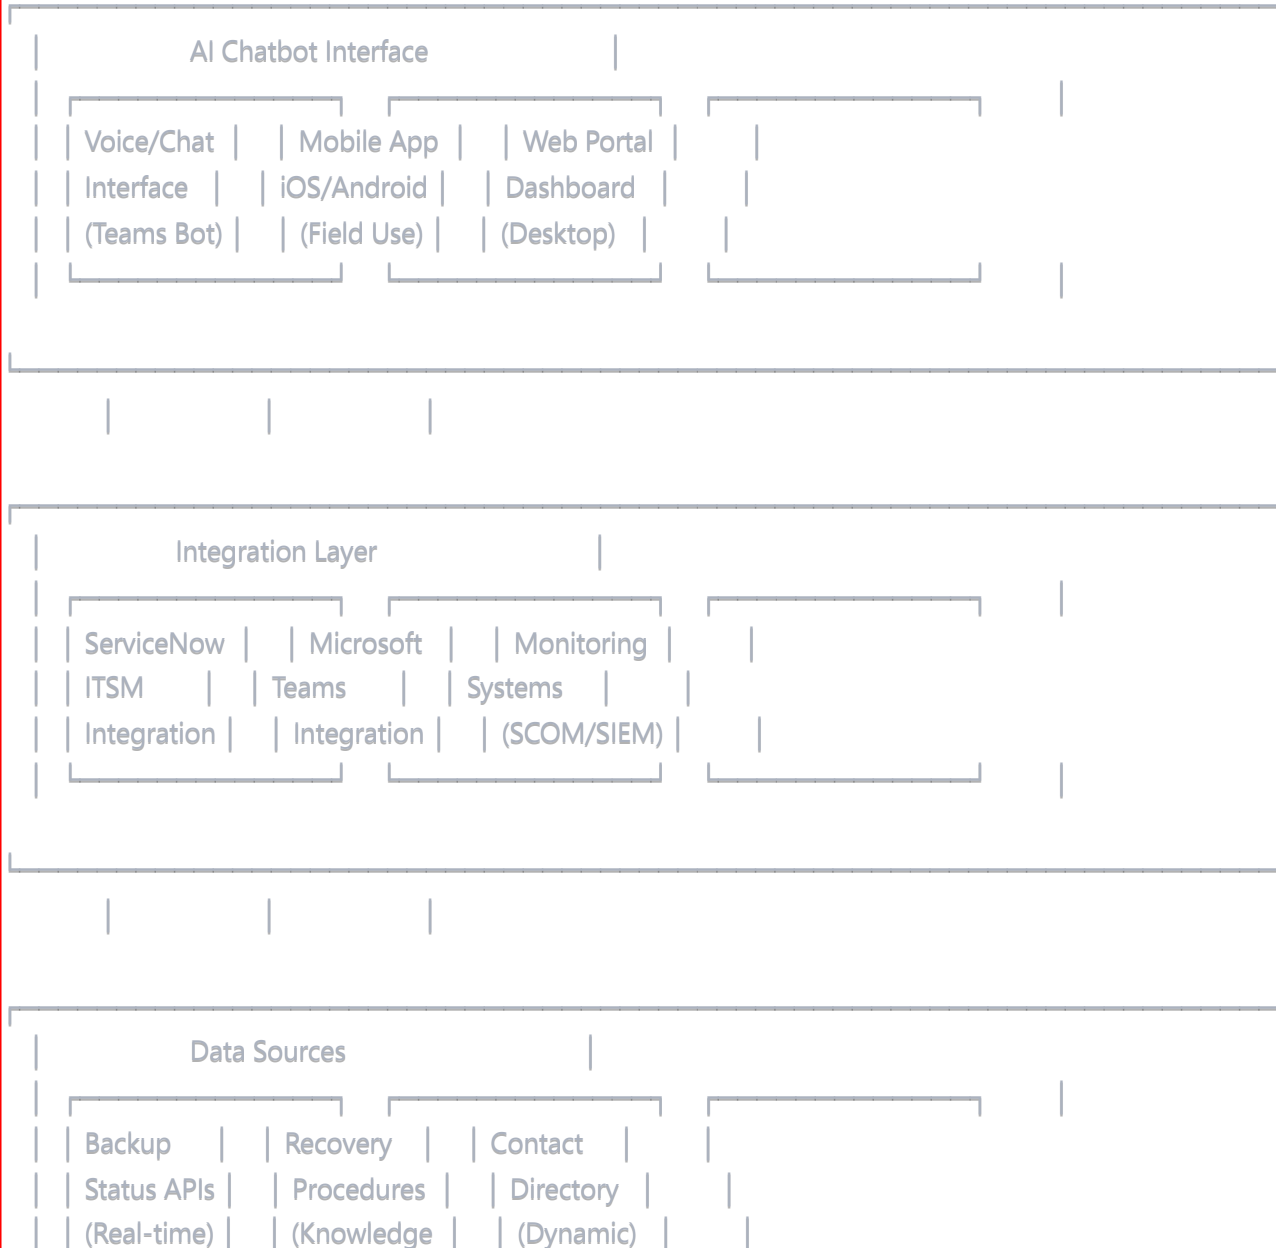 AI Chatbot Interface
Voice/Chat | Mobile App | Web Portal
Interface | iOS/Android | Dashboard
(Teams Bot) | (Field Use) | (Desktop)
Integration Layer
ServiceNow | Microsoft | Monitoring
ITSM | Teams | Systems
Integration | Integration | (SCOM/SIEM)
Data Sources
Backup | Recovery | Contact
Status APIs | Procedures | Directory
(Real-time) | (Knowledge | (Dynamic)